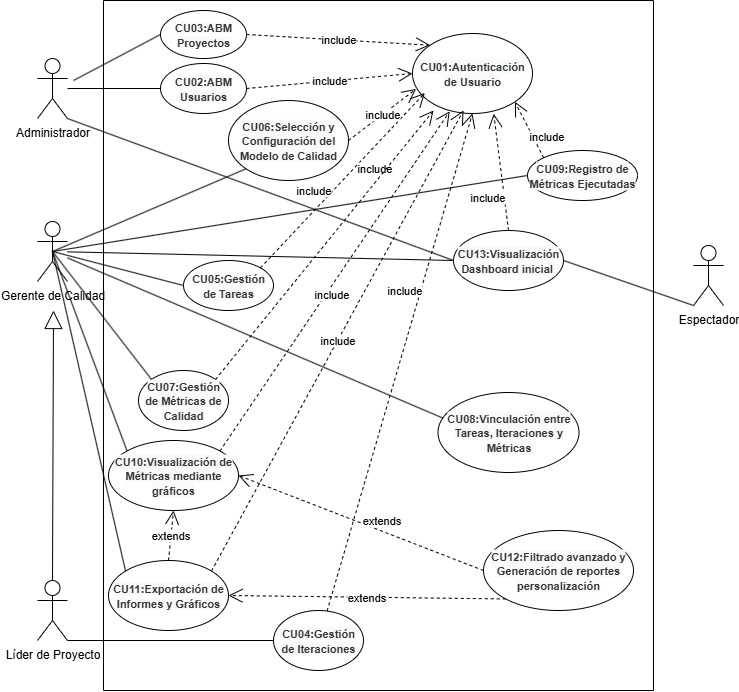 CU03:ABM
Proyectos
include
CU01:Autenticación
de Usuario
CU02:ABM
Usuarios
include
Administrador
CU06:Selección y
Configuración del
Modelo de Calidad
include
include
CU09:Registro de
Métricas Ejecutadas
include
include
include
Gerente de Calidad
CU05:Gestión
de Tareas
CU13:Visualización
Dashboard inicial
Espectador
include
include
include
CU07:Gestión
de Métricas de
Calidad
CU08:Vinculación entre
Tareas, Iteraciones y
Métricas
CU10:Visualización de
Métricas mediante
gráficos
extends
extends
CU12:Filtrado avanzado y
Generación de reportes
personalización
CU11:Exportación de
Informes y Gráficos
extends
Líder de Proyecto
CU04:Gestión
de Iteraciones